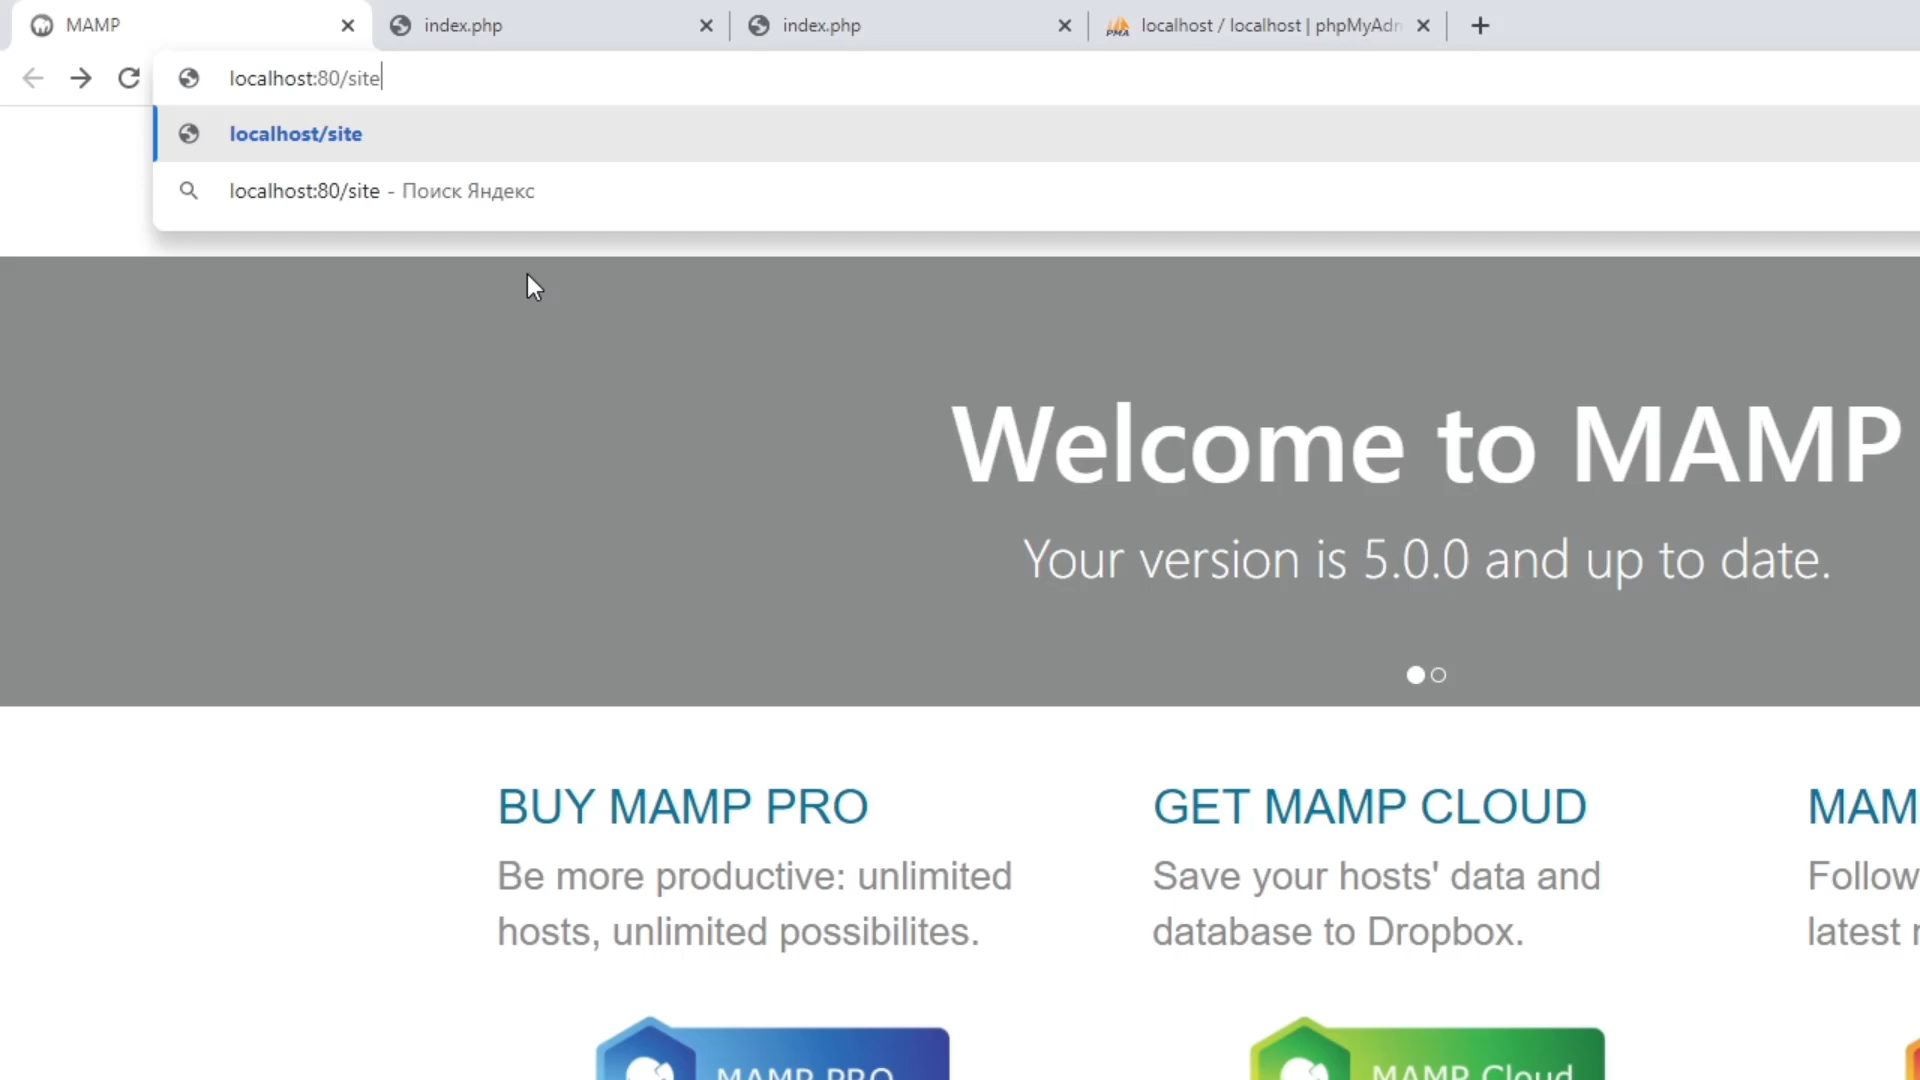 MAMP
index.php
index.php
localhost / localhost | phpMyAdn
localhost:80/site
localhost/site
localhost:80/site - Поиск Яндекс
Welcome to MAMP
Your version is 5.0.0 and up to date.
BUY MAMP PRO
Be more productive: unlimited
hosts, unlimited possibilites.
GET MAMP CLOUD
Save your hosts' data and
database to Dropbox.
MAM
Follow
latest
MAMP PRO
MAMP Cloud